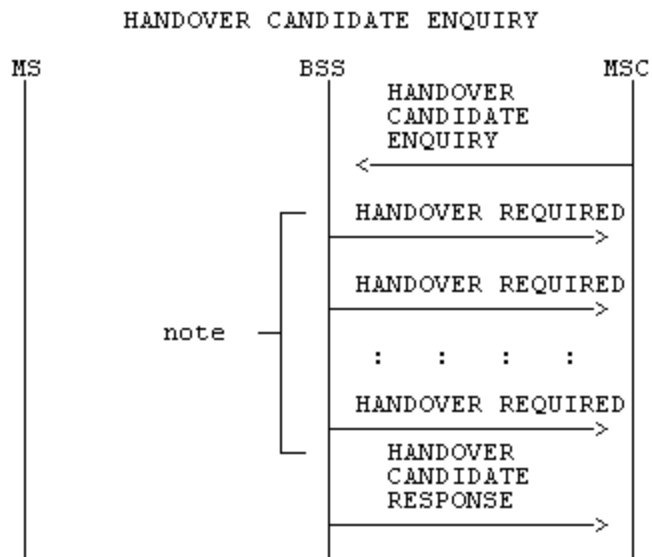 HANDOVER CANDIDATE ENQUIRY
MS BSS MSC
HANDOVER
CANDIDATE
ENQUIRY
HANDOVER REQUIRED
HANDOVER REQUIRED
note
: : : :
HANDOVER REQUIRED
HANDOVER
CANDIDATE
RESPONSE